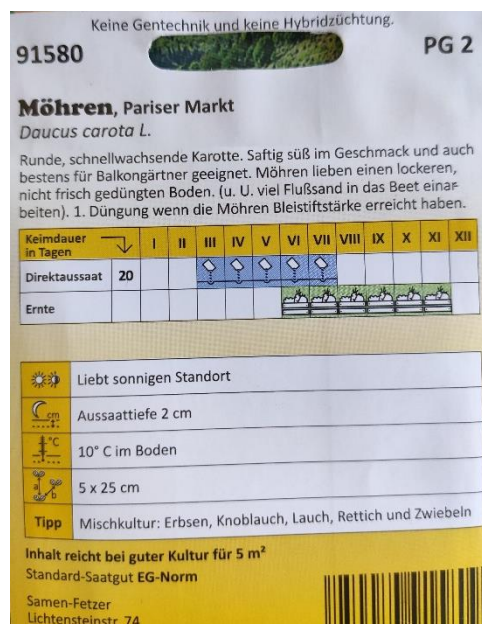 Keine Gentechnik und keine Hybridzüchtung.
91580
PG 2
Möhren, Pariser Markt
Daucus carota L.
Runde, schnellwachsende Karotte. Saftig süß im Geschmack und auch
bestens für Balkongärtner geeignet. Möhren lieben einen lockeren,
nicht frisch gedüngten Boden. (u. U. viel Flußsand in das Beet einar-
beiten). 1. Düngung wenn die Möhren Bleistiftstärke erreicht haben.
Keimdauer
in Tagen
I II III IV V VI VII VIII IX X XI XII
Direktaussaat 20
Ernte
Liebt sonnigen Standort
cm
Aussaattiefe 2 cm
°C
10° C im Boden
a b
5 x 25 cm
Tipp Mischkultur: Erbsen, Knoblauch, Lauch, Rettich und Zwiebeln
Inhalt reicht bei guter Kultur für 5 m²
Standard-Saatgut EG-Norm
Samen-Fetzer
Lichtensteinstr. 74